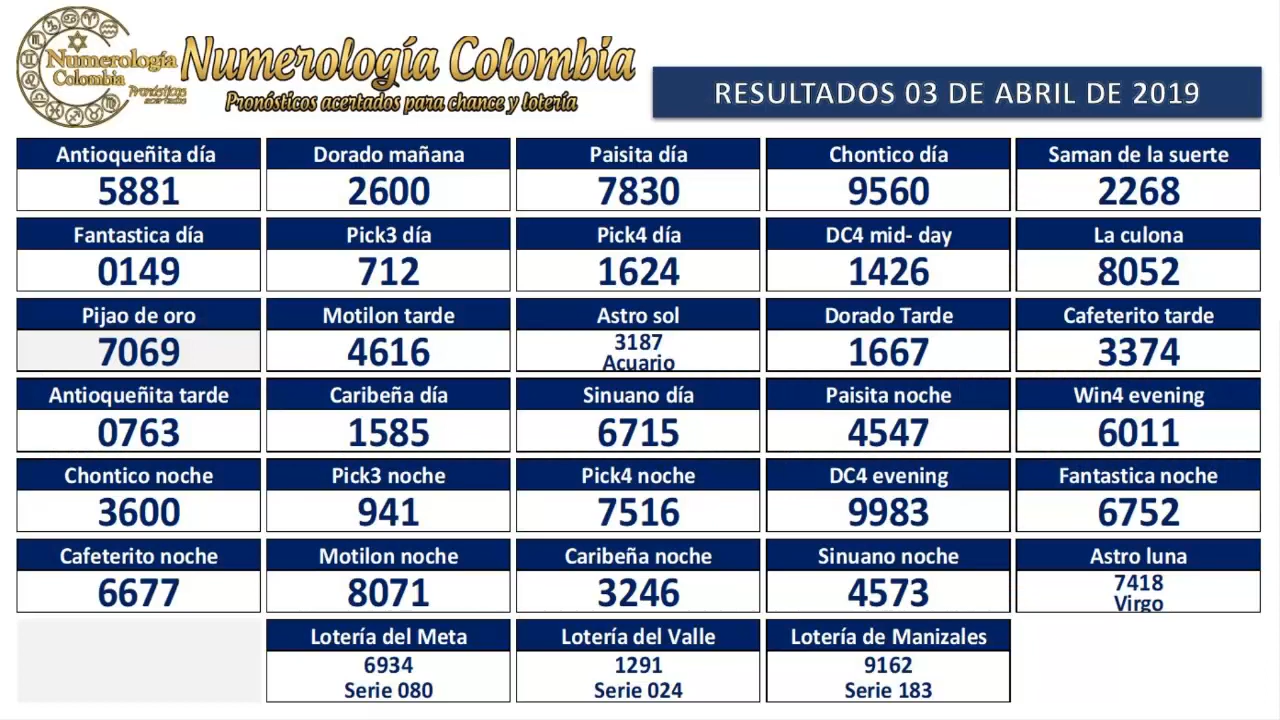 Numerología
Colombia
Pronósticos
Numerología Colombia
Pronósticos acertados para chance y lotería
RESULTADOS 03 DE ABRIL DE 2019
Antioqueñita día Dorado mañana Paisita día Chontico día Saman de la suerte
5881 2600 7830 9560 2268
Fantastica día Pick3 día Pick4 día DC4 mid- day La culona
0149 712 1624 1426 8052
Pijao de oro Motilon tarde Astro sol Dorado Tarde Cafeterito tarde
7069 4616 3187 1667 3374
Acuario
Antioqueñita tarde Caribeña día Sinuano día Paisita noche Win4 evening
0763 1585 6715 4547 6011
Chontico noche Pick3 noche Pick4 noche DC4 evening Fantastica noche
3600 941 7516 9983 6752
Cafeterito noche Motilon noche Caribeña noche Sinuano noche Astro luna
6677 8071 3246 4573 7418
Virgo
Lotería del Meta Lotería del Valle Lotería de Manizales
6934 1291 9162
Serie 080 Serie 024 Serie 183